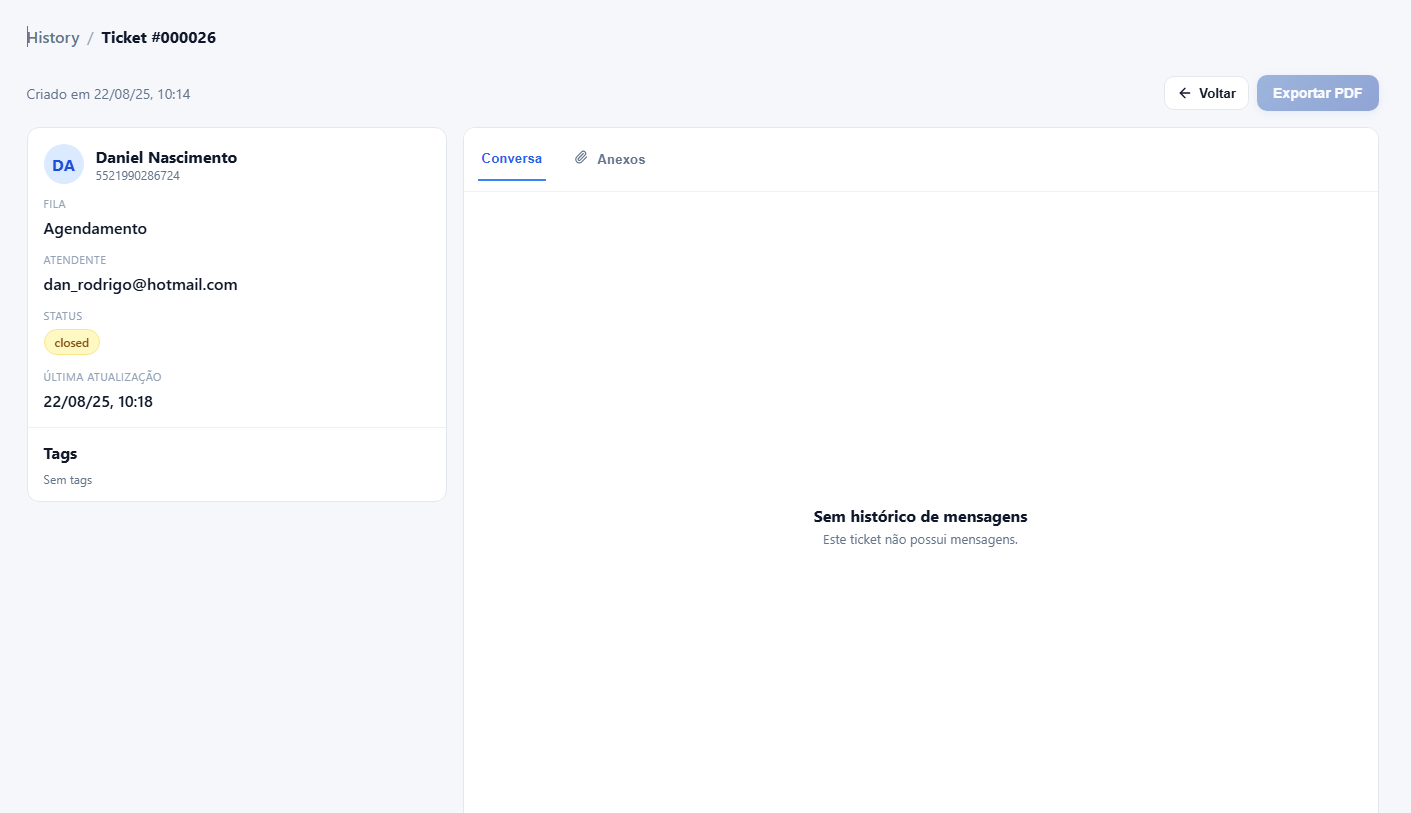 History / Ticket #000026
Criado em 22/08/25, 10:14
Voltar
Exportar PDF
DA
Daniel Nascimento
5521990286724
FILA
Agendamento
ATENDENTE
dan_rodrigo@hotmail.com
STATUS
closed
ÚLTIMA ATUALIZAÇÃO
22/08/25, 10:18
Tags
Sem tags
Conversa
Anexos
Sem histórico de mensagens
Este ticket não possui mensagens.